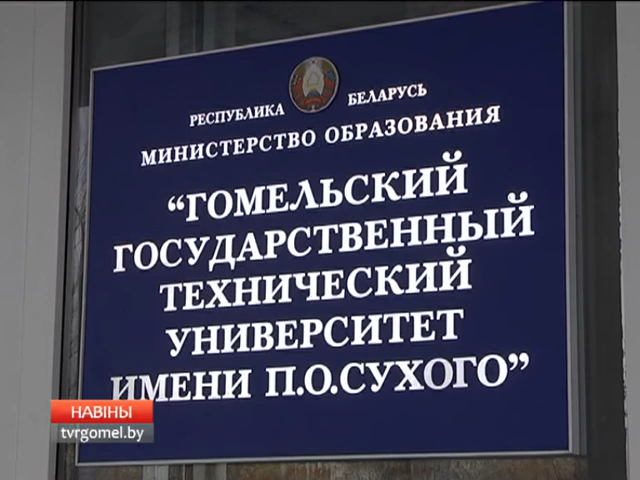 РЕСПУБЛИКА БЕЛАРУСЬ
МИНИСТЕРСТВО ОБРАЗОВАНИЯ
“ГОМЕЛЬСКИЙ
ГОСУДАРСТВЕННЫЙ
ТЕХНИЧЕСКИЙ
УНИВЕРСИТЕТ
ИМЕНИ П.О.СУХОГО”
НАВІНЫ
tvrgomel.by